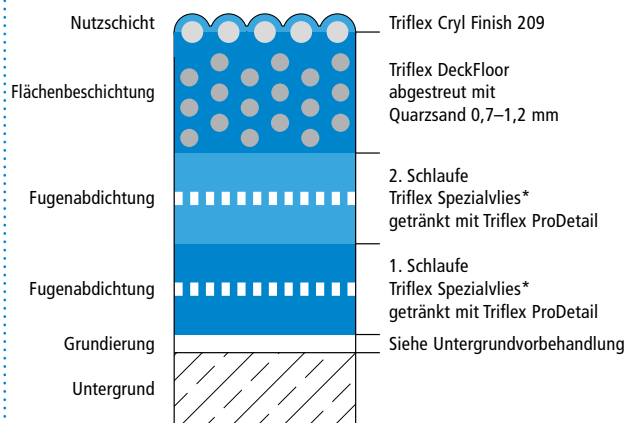 Nutzschicht
Triflex Cryl Finish 209
Flächenbeschichtung
Triflex DeckFloor
abgestreut mit
Quarzsand 0,7–1,2 mm
Fugenabdichtung
2. Schlaufe
Triflex Spezialvlies*
getränkt mit Triflex ProDetail
Fugenabdichtung
1. Schlaufe
Triflex Spezialvlies*
getränkt mit Triflex ProDetail
Grundierung
Siehe Untergrundvorbehandlung
Untergrund